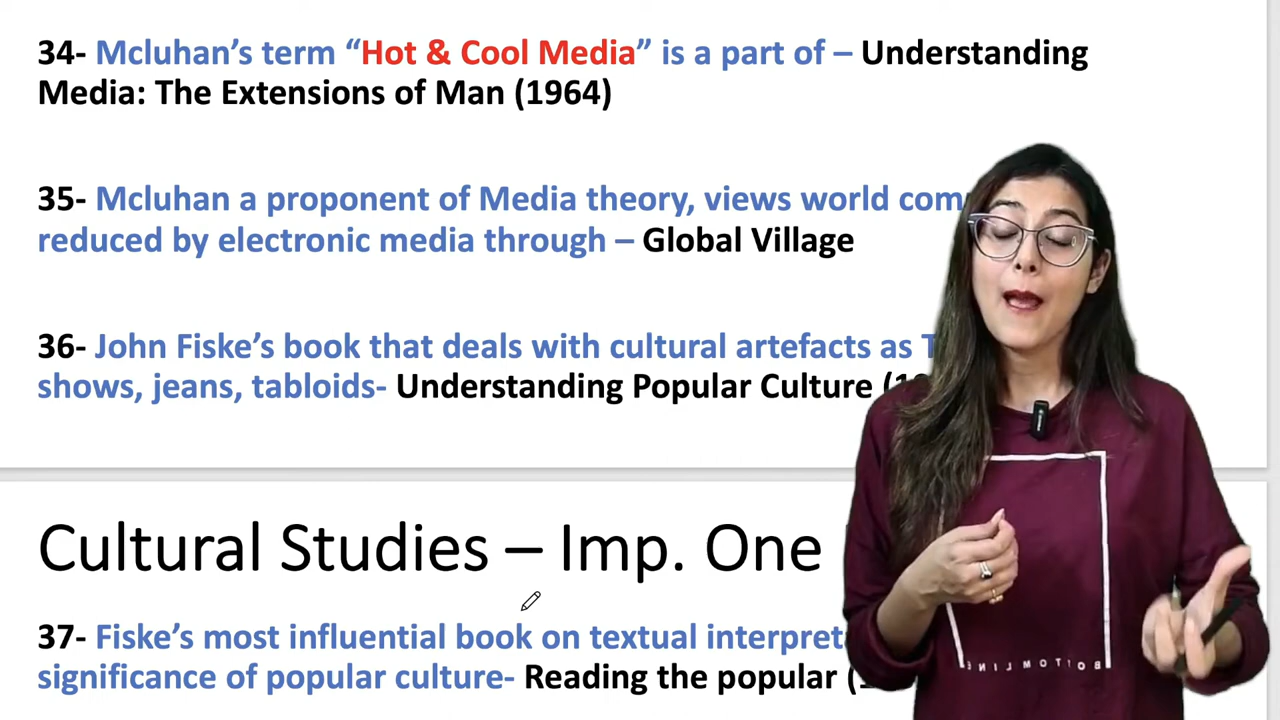 34- Mcluhan's term “Hot & Cool Media” is a part of – Understanding
Media: The Extensions of Man (1964)
35- Mcluhan a proponent of Media theory, views world
reduced by electronic media through – Global Village
36- John Fiske's book that deals with cultural artefacts as
shows, jeans, tabloids- Understanding Popular Culture
Cultural Studies – Imp. One
37- Fiske's most influential book on textual
significance of popular culture- Reading the popular
BOTTOMLINE